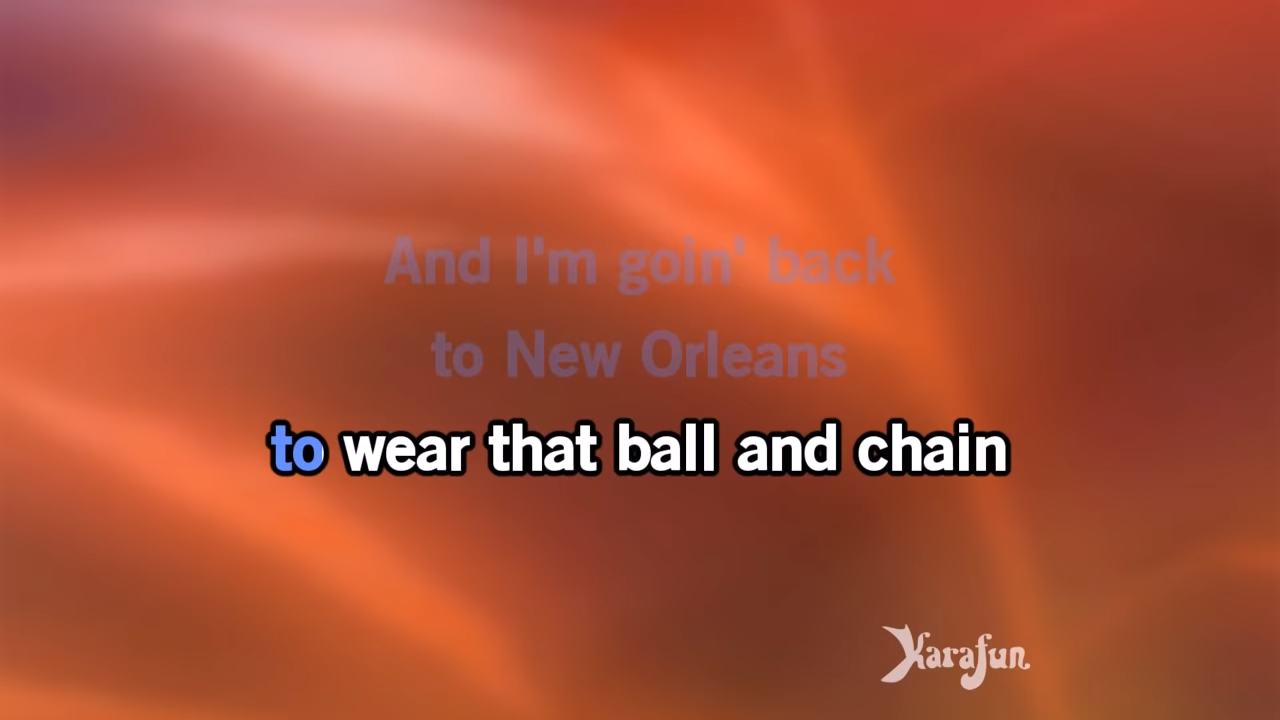 And I'm goin' back
to New Orleans
to wear that ball and chain
Karafun